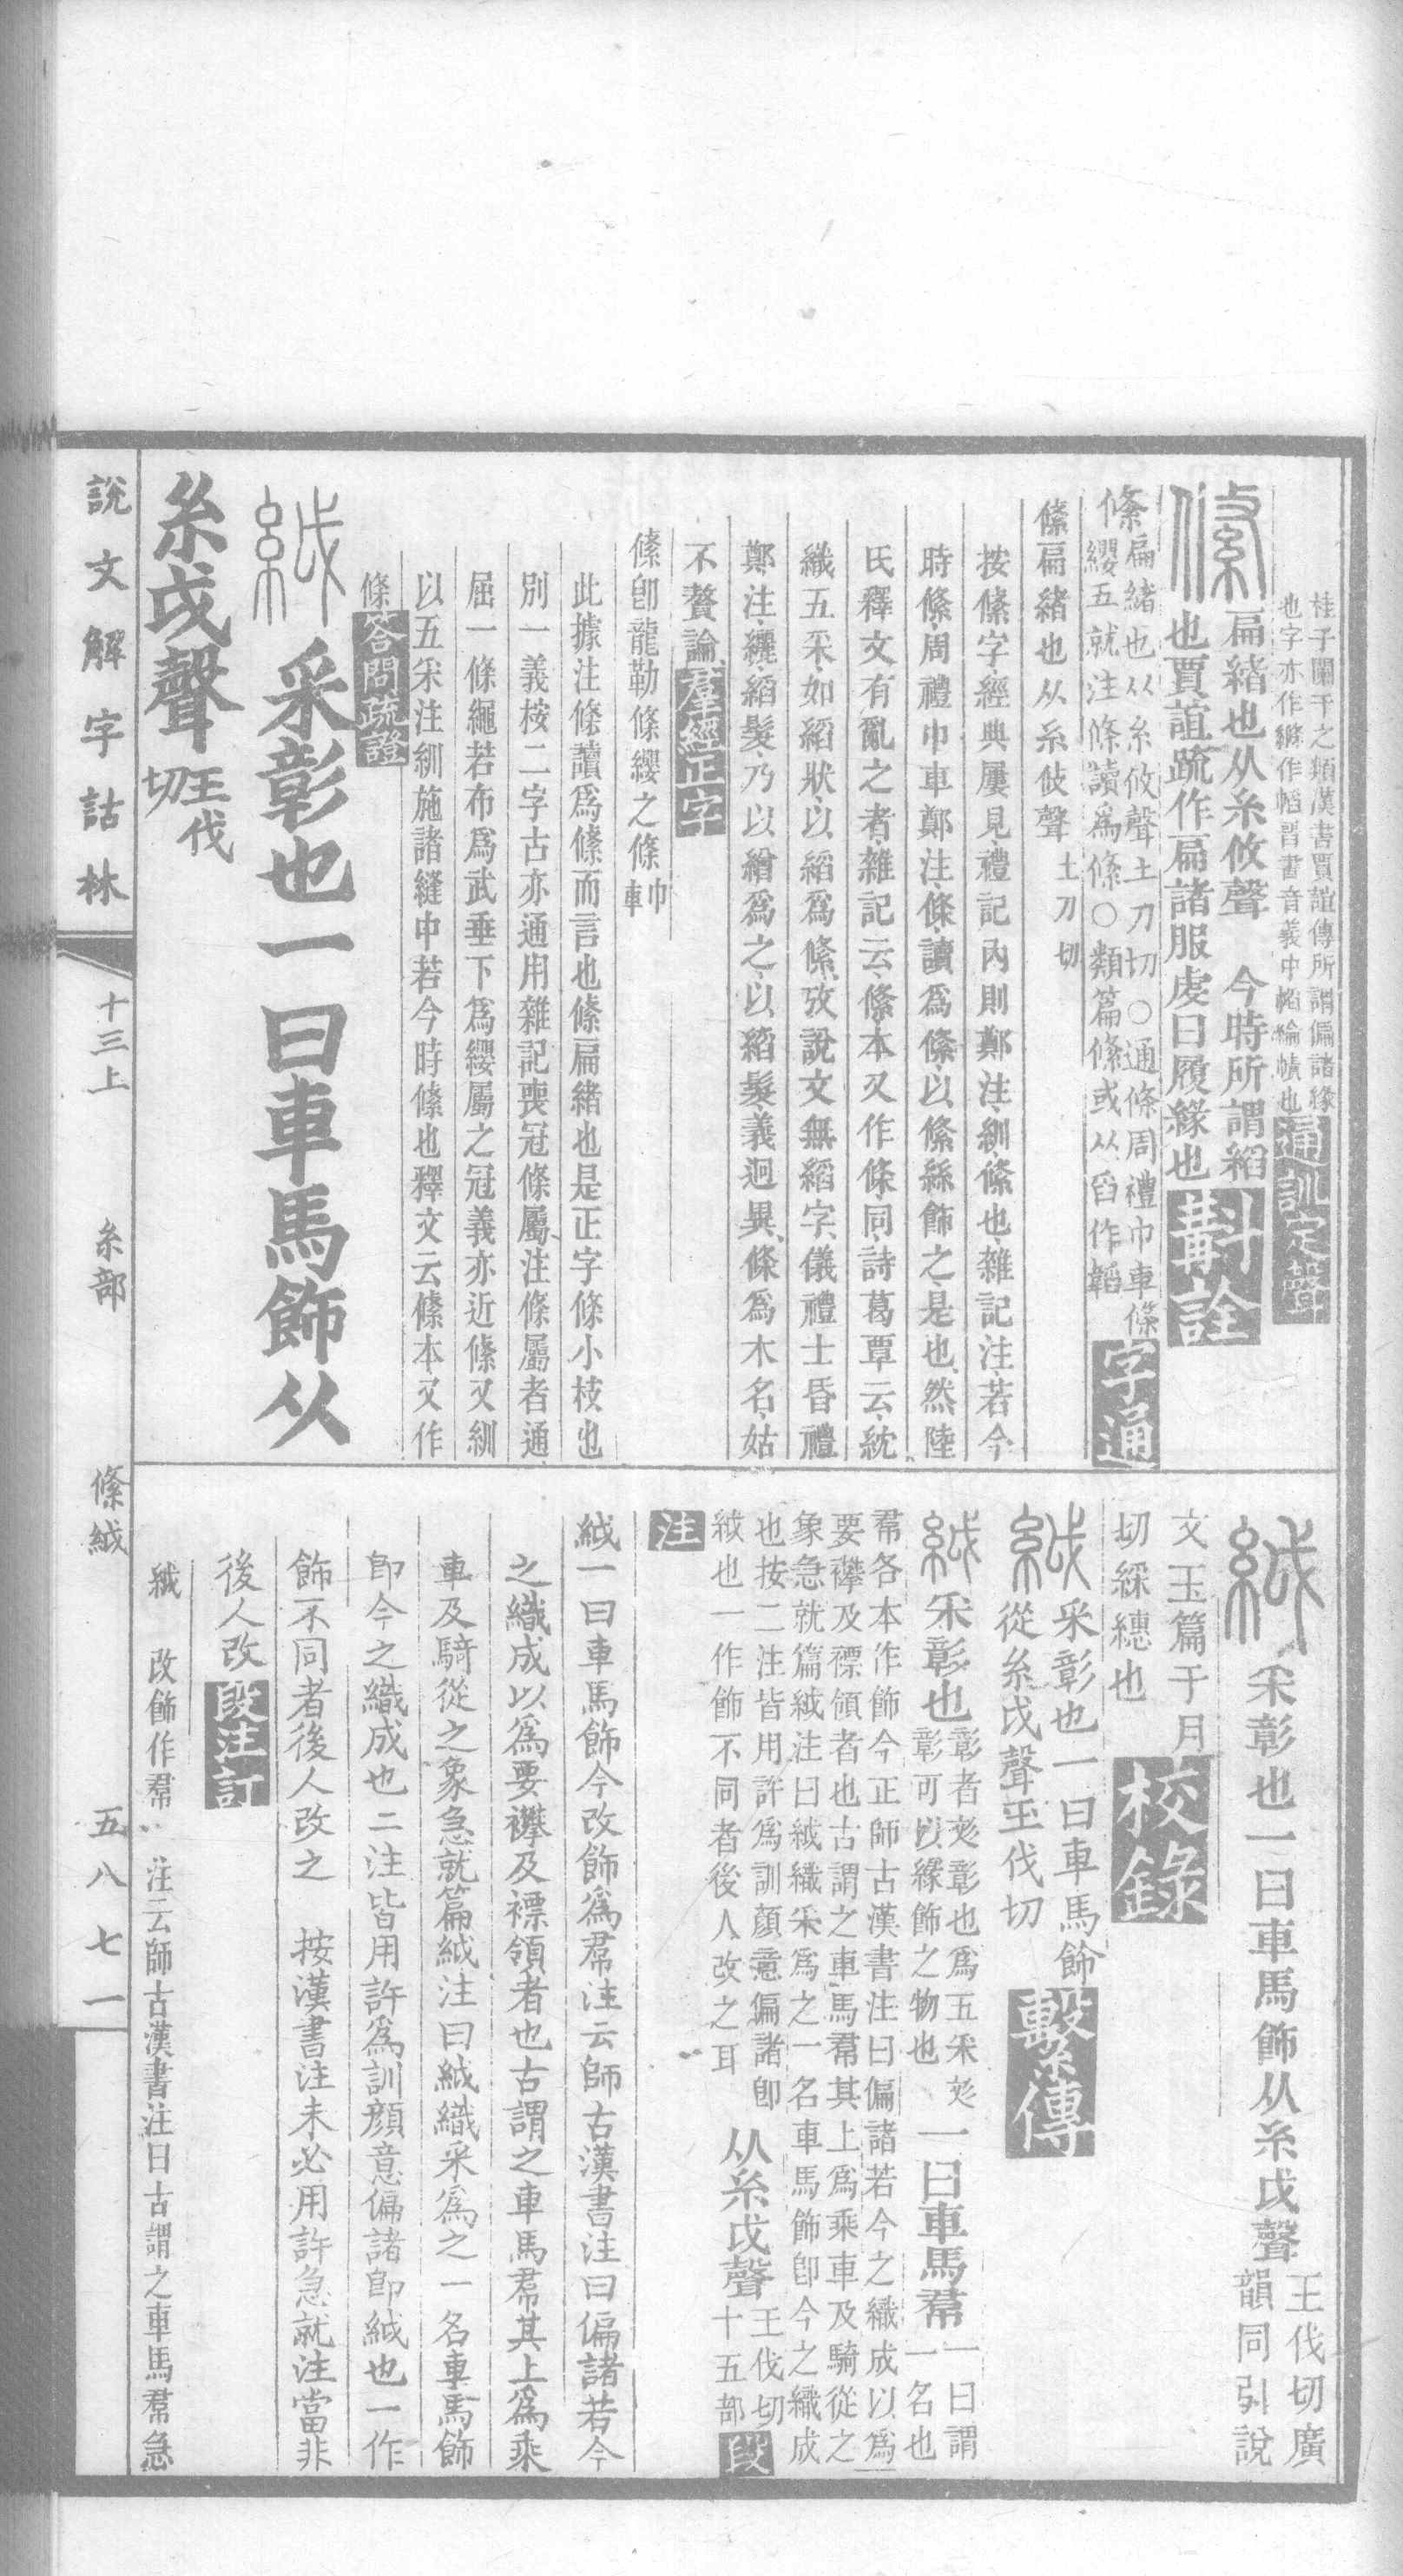 桂子闌干之類漢書賈誼傳所謂偏諸緣
也字亦作縧作幍晉書音義中幍綸幘也通訓定聲
扁緒也从糸攸聲　今時所謂縚
也賈誼疏作扁諸服虔曰履緣也斠詮
絛扁緒也从糸攸聲土刀切○通條周禮巾車條
纓五就注條讀爲絛○類篇絛或从舀作韜字通
絛扁緒也从糸攸聲土刀切
按絛字經典屢見禮記內則鄭注紃絛也雜記注若今
時絛周禮巾車鄭注條讀爲絛以絛絲飾之是也然陸
氏釋文有亂之者雜記云絛本又作條同詩葛覃云紞
織五采如縚狀以縚爲絛攷說文無縚字儀禮士昏禮
鄭注纚縚髮乃以繒爲之以縚髮義迥異條爲木名姑
不贅論羣經正字
絛卽龍勒條纓之條巾車
此據注條讀爲絛而言也絛扁緒也是正字條小枝也
別一義桉二字古亦通用雜記喪冠條屬注條屬者通
屈一條繩若布爲武垂下爲纓屬之冠義亦近絛又紃
以五采注紃施諸縫中若今時絛也釋文云絛本又作
條答問疏證
采彰也一曰車馬飾从
糸戉聲王伐切
絨采彰也一曰車馬飾从糸戉聲王伐切廣韻同引說
文玉篇于月切綵繐也校錄
采彰也一曰車馬飾
從糸戊聲王伐切繫傳
采彰也彰者彣彰也爲五采彣彰可以緣飾之物也一曰車馬帬一曰謂一名也
帬各本作飾今正師古漢書注曰偏諸若今之織成以爲
要襻及褾領者也古謂之車馬帬其上爲乘車及騎從之
象急就篇絨注曰絨織采爲之一名車馬飾卽今之織成
也按二注皆用許爲訓顏意偏諸卽
絨也一作飾不同者後人改之耳从糸戉聲王伐切十五部段
注
絨一曰車馬飾今改飾爲帬注云師古漢書注曰偏諸若今
之織成以爲要襻及褾領者也古謂之車馬帬其上爲乘
車及騎從之象急就篇絨注曰絨織采爲之一名車馬飾
卽今之織成也二注皆用許爲訓顏意偏諸卽絨也一作
飾不同者後人改之　按漢書注未必用許急就注當非
後人改段注訂
絨　改飾作帬　注云師古漢書注曰古謂之車馬帬急
說文解字詁林　十三上　糸部　絛絨　五八七一